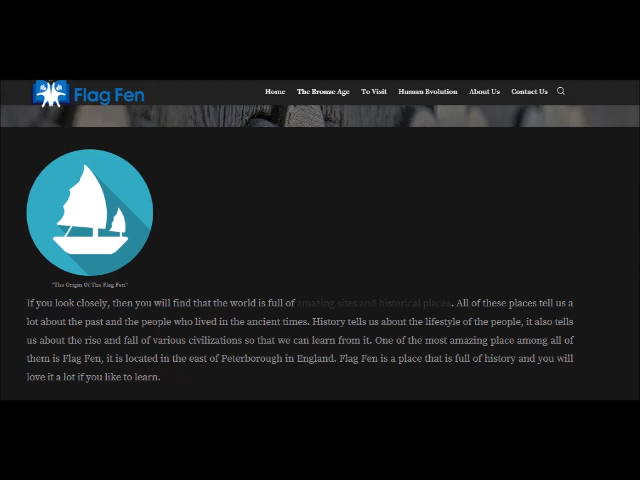 Flag Fen
Home The Bronze Age To Visit Human Evolution About Us Contact Us
"The Origin Of The Flag Fen"
If you look closely, then you will find that the world is full of amazing sites and historical places. All of these places tell us a
lot about the past and the people who lived in the ancient times. History tells us about the lifestyle of the people, it also tells
us about the rise and fall of various civilizations so that we can learn from it. One of the most amazing place among all of
them is Flag Fen, it is located in the east of Peterborough in England. Flag Fen is a place that is full of history and you will
love it a lot if you like to learn.